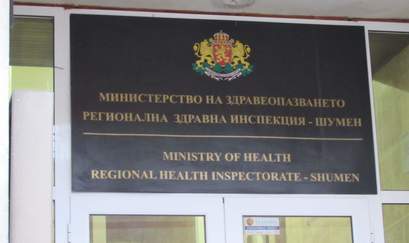 МИНИСТЕРСТВО НА ЗДРАВЕОПАЗВАНЕТО
РЕГИОНАЛНА ЗДРАВНА ИНСПЕКЦИЯ - ШУМЕН
MINISTRY OF HEALTH
REGIONAL HEALTH INSPECTORATE - SHUMEN